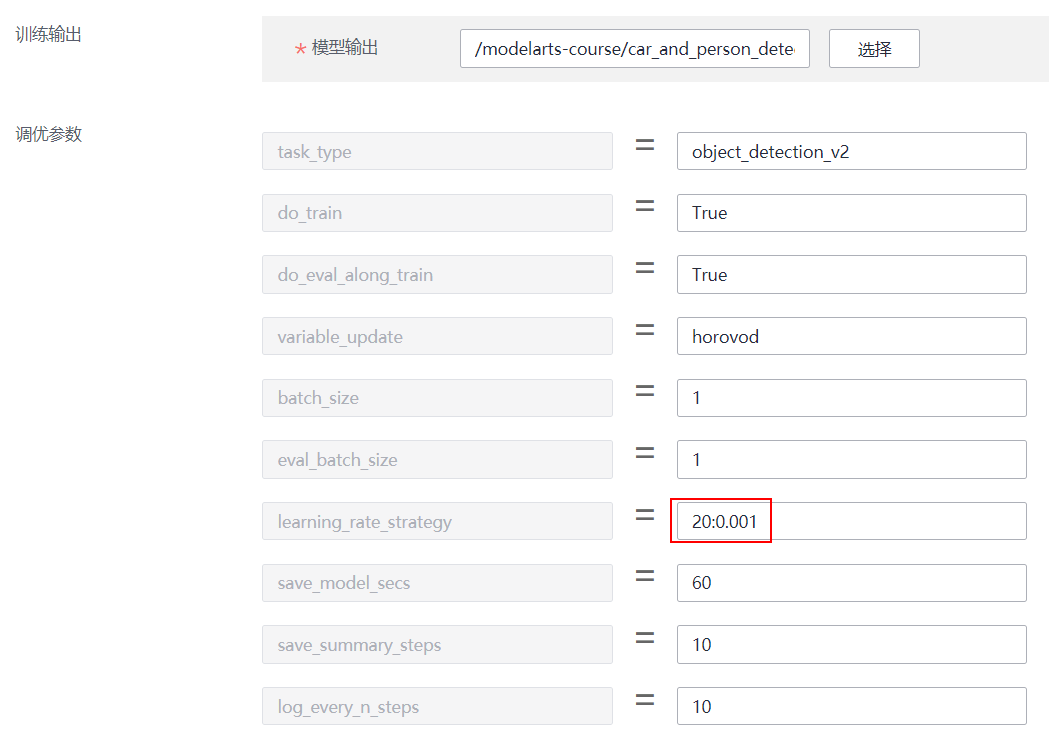 训练输出
* 模型输出 /modelarts-course/car_and_person_dete 选择
调优参数
task_type = object_detection_v2
do_train = True
do_eval_along_train = True
variable_update = horovod
batch_size = 1
eval_batch_size = 1
learning_rate_strategy = 20:0.001
save_model_secs = 60
save_summary_steps = 10
log_every_n_steps = 10